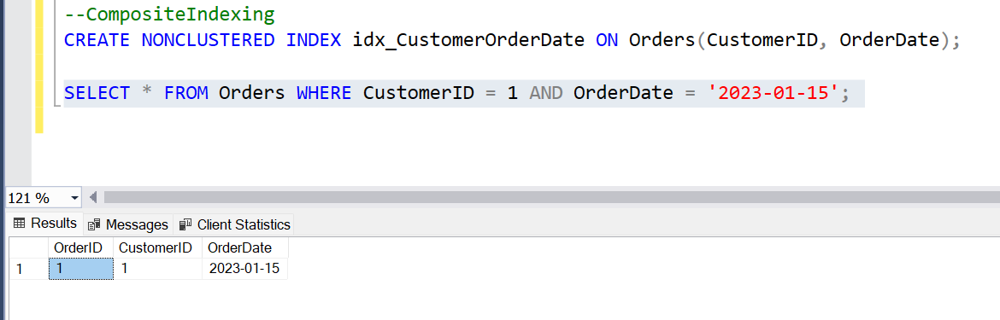 --CompositeIndexing
CREATE NONCLUSTERED INDEX idx_CustomerOrderDate ON Orders(CustomerID, OrderDate);
SELECT * FROM Orders WHERE CustomerID = 1 AND OrderDate = '2023-01-15';
121 %
Results Messages Client Statistics
OrderID CustomerID OrderDate
1 1 1 2023-01-15